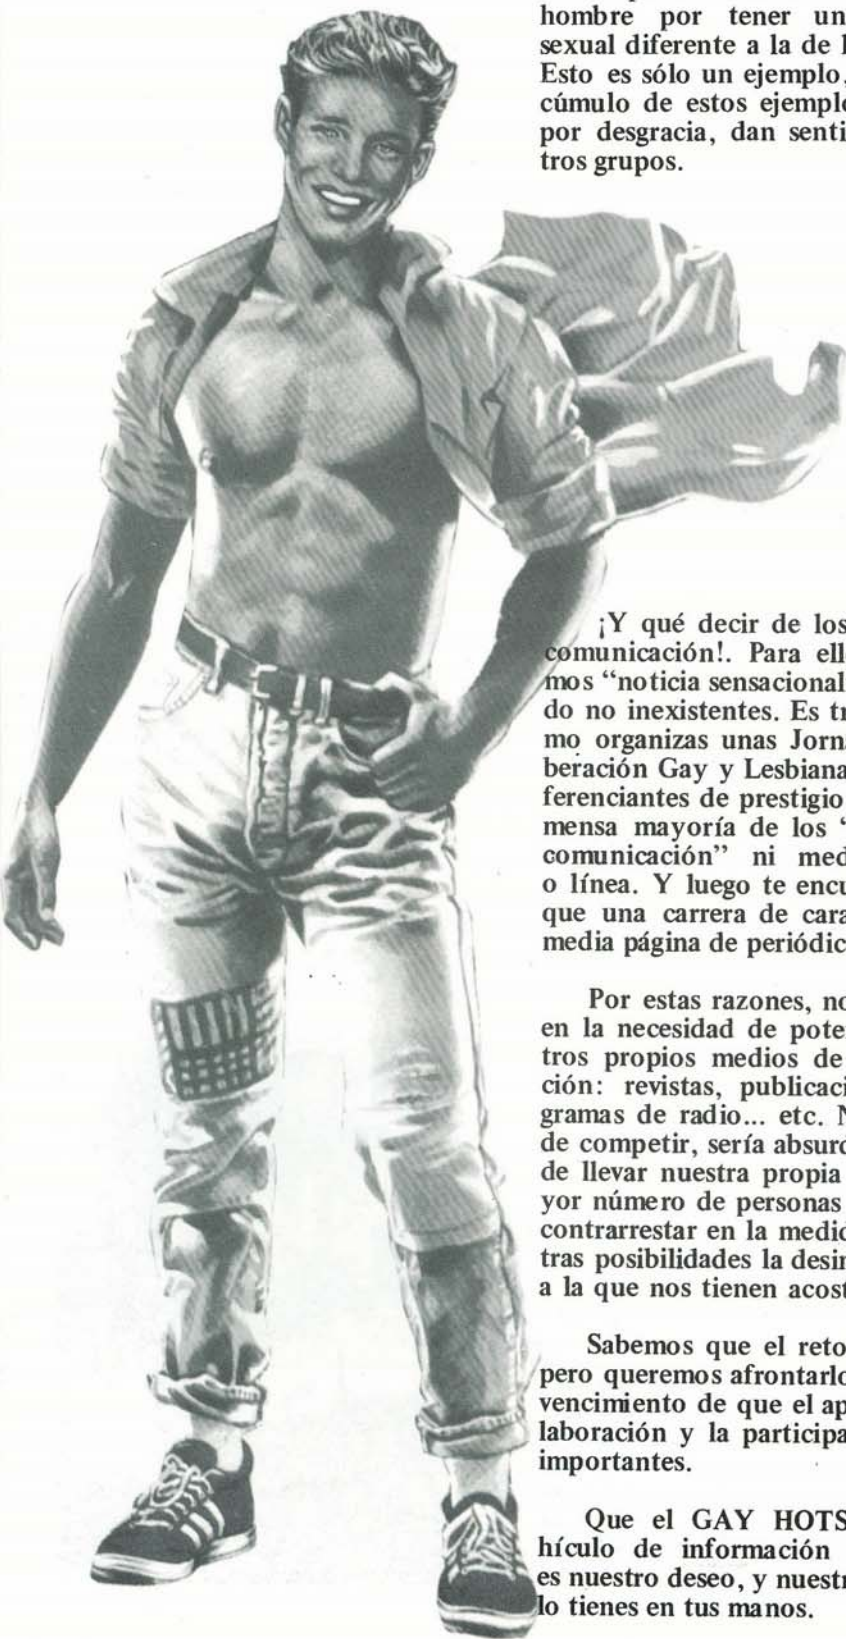 hombre por tener un
sexual diferente a la de l
Esto es sólo un ejemplo,
cúmulo de estos ejemplo
por desgracia, dan senti
tros grupos.
¡Y qué decir de los
comunicación!. Para ell
mos “noticia sensacional
do no inexistentes. Es tr
mo organizas unas Jorn
beración Gay y Lesbiana
ferenciantes de prestigio
mensa mayoría de los “
comunicación” ni med
o línea. Y luego te encu
que una carrera de cara
media página de periódic
Por estas razones, no
en la necesidad de pote
tros propios medios de
ción: revistas, publicaci
gramas de radio... etc. N
de competir, sería absurd
de llevar nuestra propia
yor número de personas
contrarrestar en la medid
tras posibilidades la desin
a la que nos tienen acost
Sabemos que el reto
pero queremos afrontarlo
vencimiento de que el ap
laboración y la participa
importantes.
Que el GAY HOTS
hículo de información
es nuestro deseo, y nuestr
lo tienes en tus manos.